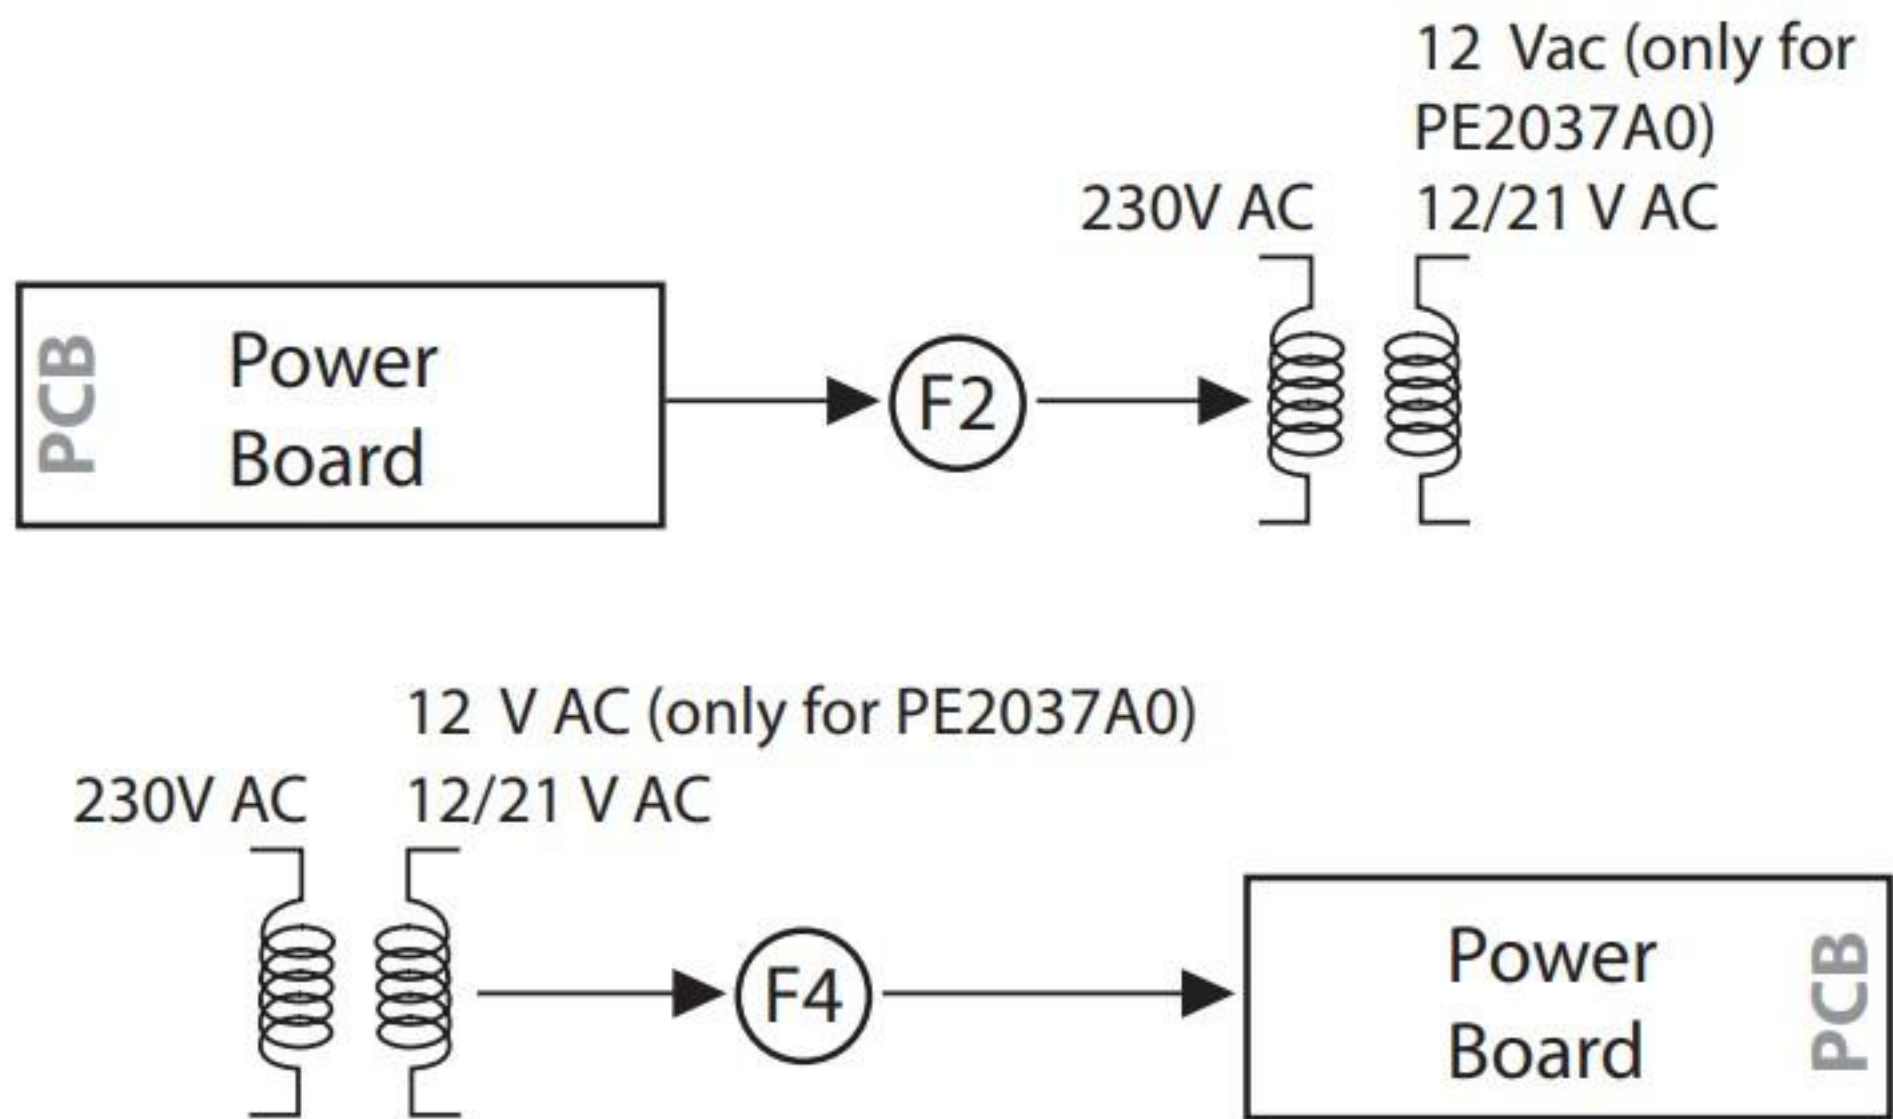 12 Vac (only for
PE2037A0)
230V AC 12/21 V AC
PCB
Power
Board
F2
12 V AC (only for PE2037A0)
230V AC 12/21 V AC
F4
Power
Board
PCB